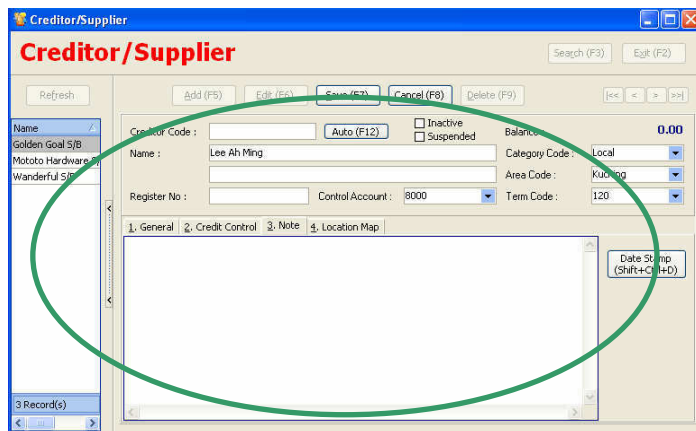 Creditor/Supplier
Creditor/Supplier
Search (F3) Exit (F2)
Refresh Add (F5) Edit (F6) Save (F7) Cancel (F8) Delete (F9) |<< < > >>|
Name
Golden Goal S/B
Mototo Hardware S/
Wanderful S/B
3 Record(s)
Creditor Code : Auto (F12) Inactive Balance : 0.00
Suspended
Name : Lee Ah Ming Category Code : Local
Area Code : Kuching
Register No : Control Account : 8000 Term Code : 120
1. General 2. Credit Control 3. Note 4. Location Map
Date Stamp
(Shift+Ctrl+D)